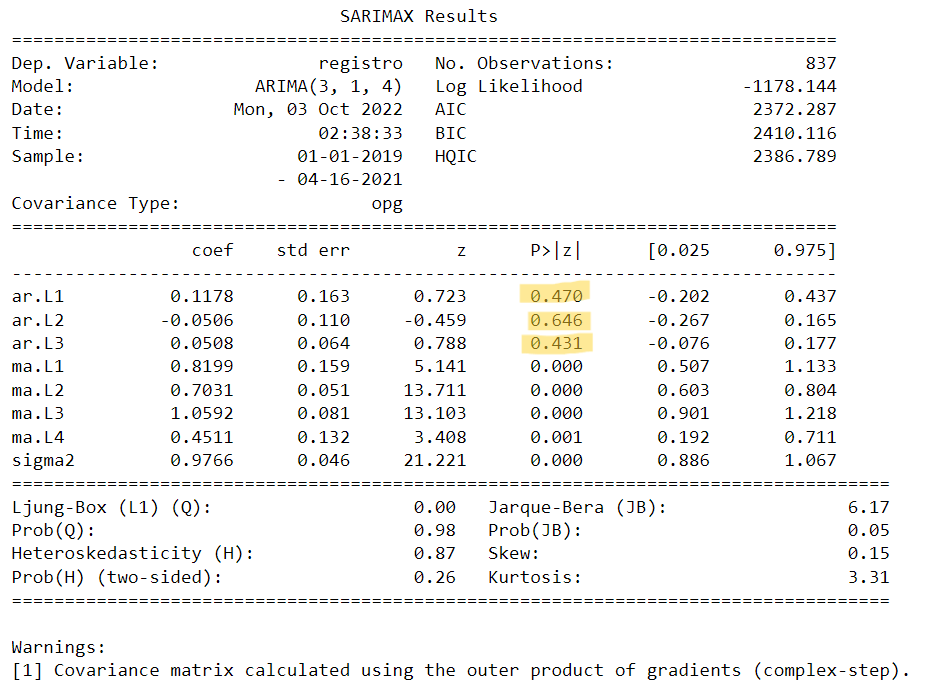 SARIMAX Results
==============================================================================
Dep. Variable: registro No. Observations: 837
Model: ARIMA(3, 1, 4) Log Likelihood -1178.144
Date: Mon, 03 Oct 2022 AIC 2372.287
Time: 02:38:33 BIC 2410.116
Sample: 01-01-2019 HQIC 2386.789
- 04-16-2021
Covariance Type: opg
==============================================================================
coef std err z P>|z| [0.025 0.975]
------------------------------------------------------------------------------
ar.L1 0.1178 0.163 0.723 0.470 -0.202 0.437
ar.L2 -0.0506 0.110 -0.459 0.646 -0.267 0.165
ar.L3 0.0508 0.064 0.788 0.431 -0.076 0.177
ma.L1 0.8199 0.159 5.141 0.000 0.507 1.133
ma.L2 0.7031 0.051 13.711 0.000 0.603 0.804
ma.L3 1.0592 0.081 13.103 0.000 0.901 1.218
ma.L4 0.4511 0.132 3.408 0.001 0.192 0.711
sigma2 0.9766 0.046 21.221 0.000 0.886 1.067
===================================================================================
Ljung-Box (L1) (Q): 0.00 Jarque-Bera (JB): 6.17
Prob(Q): 0.98 Prob(JB): 0.05
Heteroskedasticity (H): 0.87 Skew: 0.15
Prob(H) (two-sided): 0.26 Kurtosis: 3.31
===================================================================================
Warnings:
[1] Covariance matrix calculated using the outer product of gradients (complex-step).